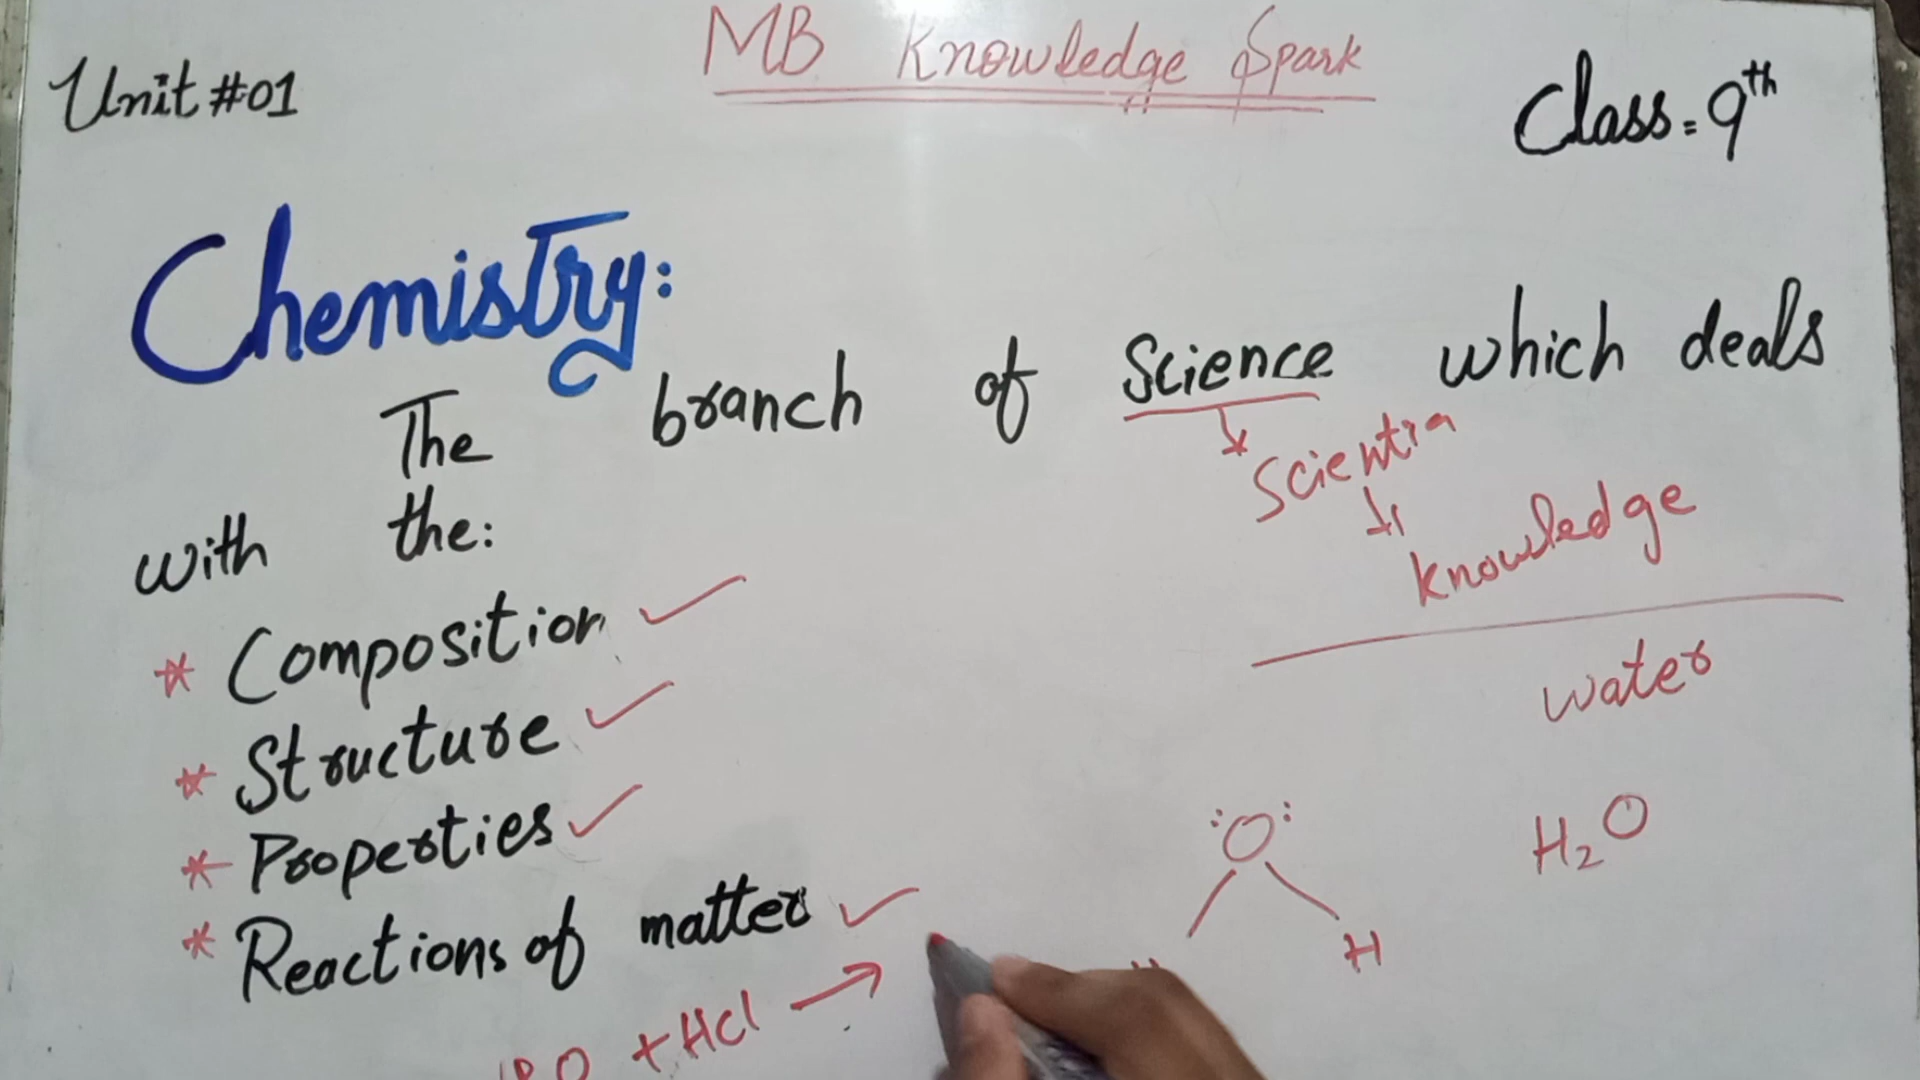 MB Knowledge Spark
Unit #01
Class = 9th
Chemistry:
The branch of Science which deals
with the:
Scientia
knowledge
* Composition
* Structure
* Properties
* Reactions of matter
water
:O:
H2O
H
+ HCl →